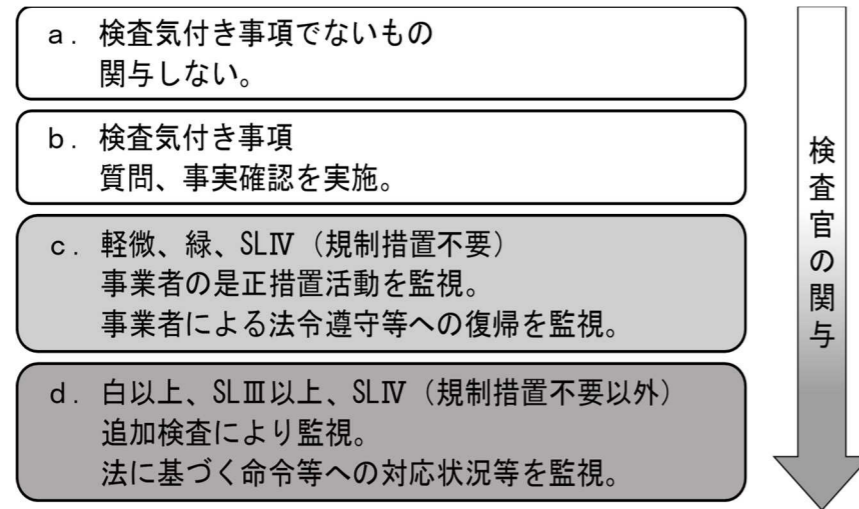 a. 検査気付き事項でないもの
関与しない。
b. 検査気付き事項
質問、事実確認を実施。
c. 軽微、緑、SLⅣ（規制措置不要）
事業者の是正措置活動を監視。
事業者による法令遵守等への復帰を監視。
d. 白以上、SLⅢ以上、SLⅣ（規制措置不要以外）
追加検査により監視。
法に基づく命令等への対応状況等を監視。
検査官の関与